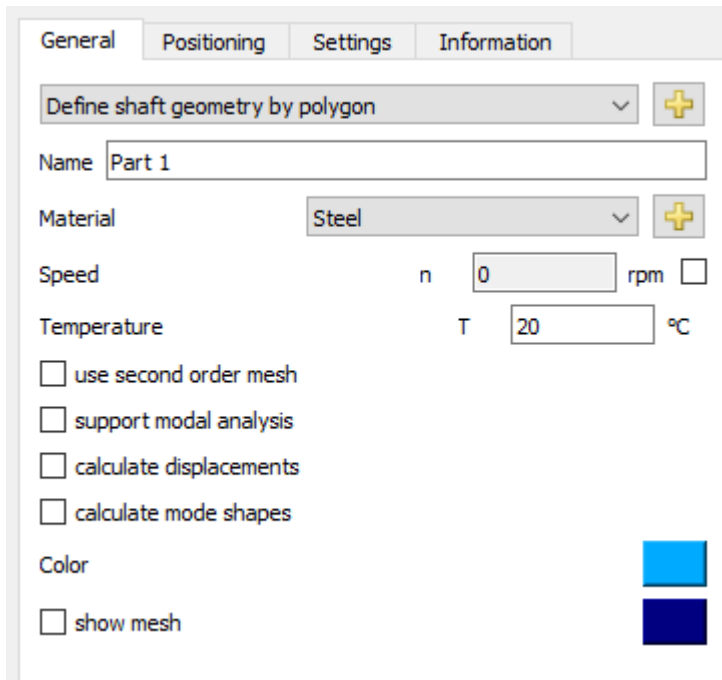 General Positioning Settings Information
Define shaft geometry by polygon
Name Part 1
Material Steel
Speed n 0 rpm
Temperature T 20 °C
use second order mesh
support modal analysis
calculate displacements
calculate mode shapes
Color
show mesh